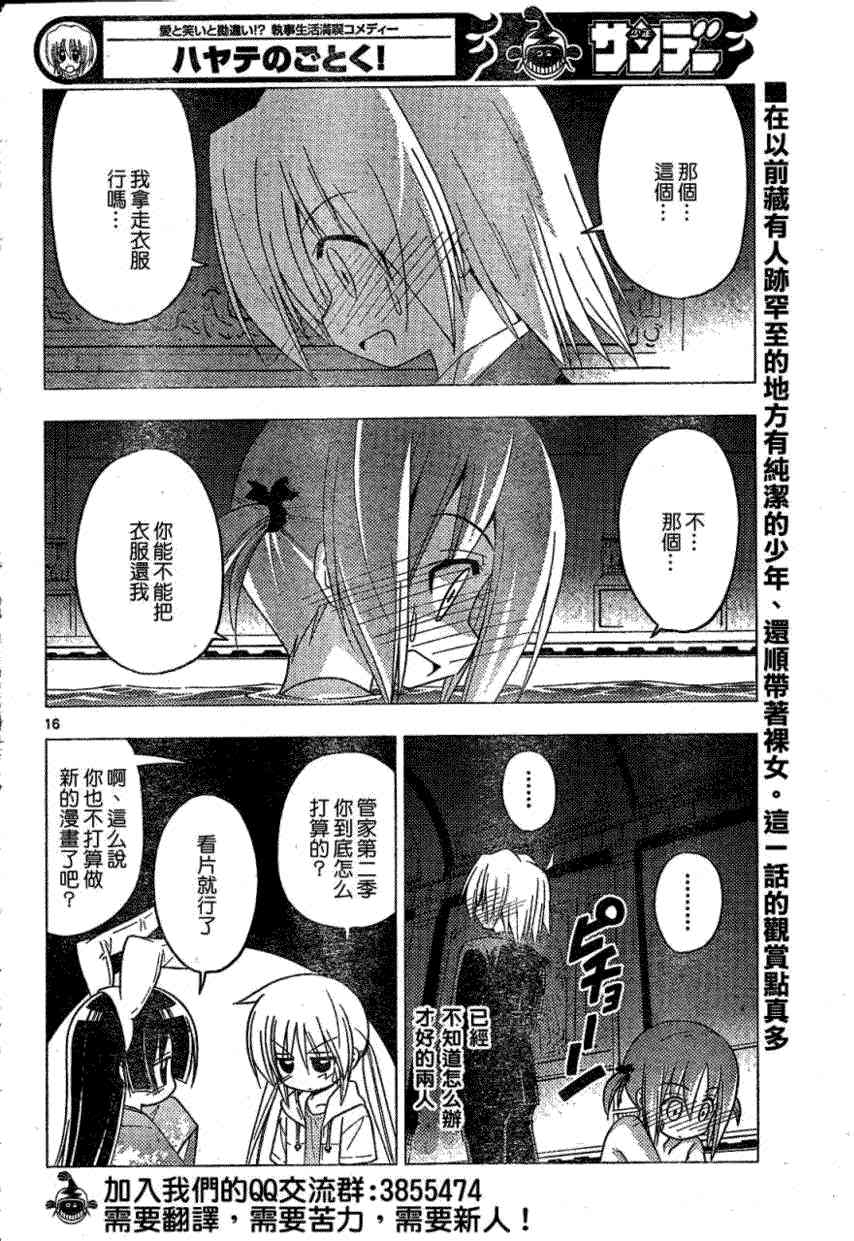 愛と笑いと勘違い!? 執事生活満喫コメディー
ハヤテのごとく!
サンデー
■在以前藏有人跡罕至的地方有純潔的少年、還順帶著裸女。這一話的觀賞點真多
那個…
這個…
我拿走衣服
行嗎…
不…
那個…
你能不能把
衣服還我
16
………
………
ピチョーー
已經
不知道怎么辦
才好的兩人
管家第二季
你到底怎么
打算的?
看片就行了
啊、這么說
你也不打算做
新的漫畫了吧?
加入我們的QQ交流群:3855474
需要翻譯,需要苦力,需要新人!